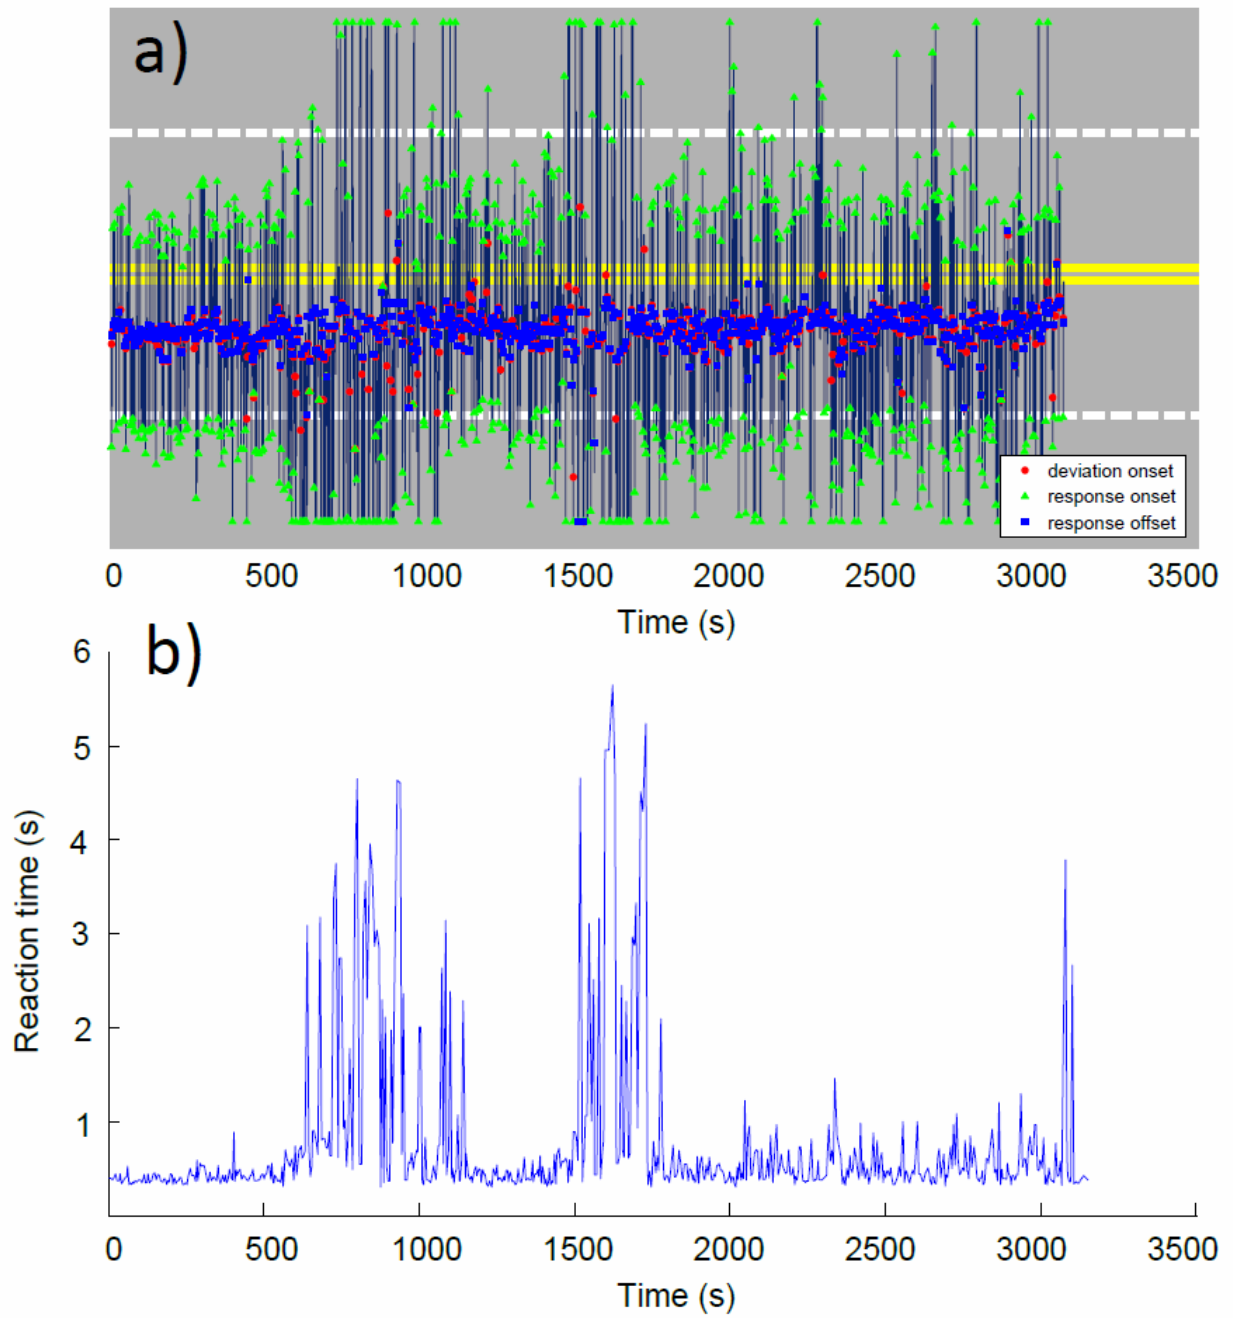 a)
deviation onset
response onset
response offset
0 500 1000 1500 2000 2500 3000 3500
Time (s)
b)
6
5
4
3
2
1
Reaction time (s)
0 500 1000 1500 2000 2500 3000 3500
Time (s)